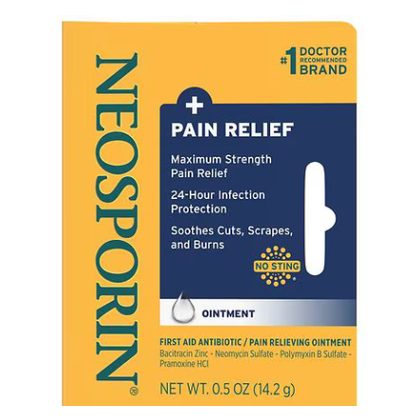 NEOSPORIN®
#1 DOCTOR
RECOMMENDED
BRAND
+
PAIN RELIEF
Maximum Strength
Pain Relief
24-Hour Infection
Protection
Soothes Cuts, Scrapes,
and Burns
NO STING
OINTMENT
FIRST AID ANTIBIOTIC / PAIN RELIEVING OINTMENT
Bacitracin Zinc - Neomycin Sulfate - Polymyxin B Sulfate -
Pramoxine HCl
NET WT. 0.5 OZ (14.2 g)